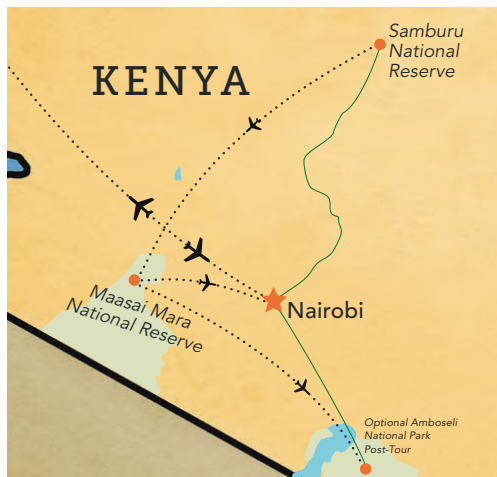 Samburu
National
Reserve
KENYA
Maasai Mara
National Reserve
Nairobi
Optional Amboseli
National Park
Post-Tour